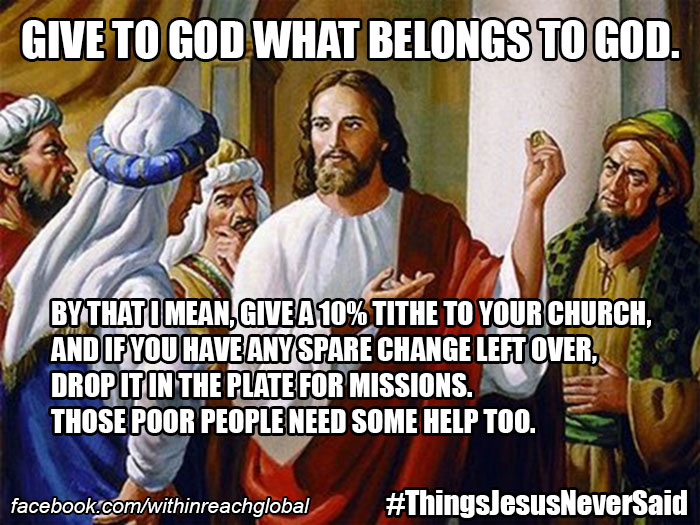 GIVE TO GOD WHAT BELONGS TO GOD.
BY THAT I MEAN, GIVE A 10% TITHE TO YOUR CHURCH,
AND IF YOU HAVE ANY SPARE CHANGE LEFT OVER,
DROP IT IN THE PLATE FOR MISSIONS.
THOSE POOR PEOPLE NEED SOME HELP TOO.
facebook.com/withinreachglobal #ThingsJesusNeverSaid